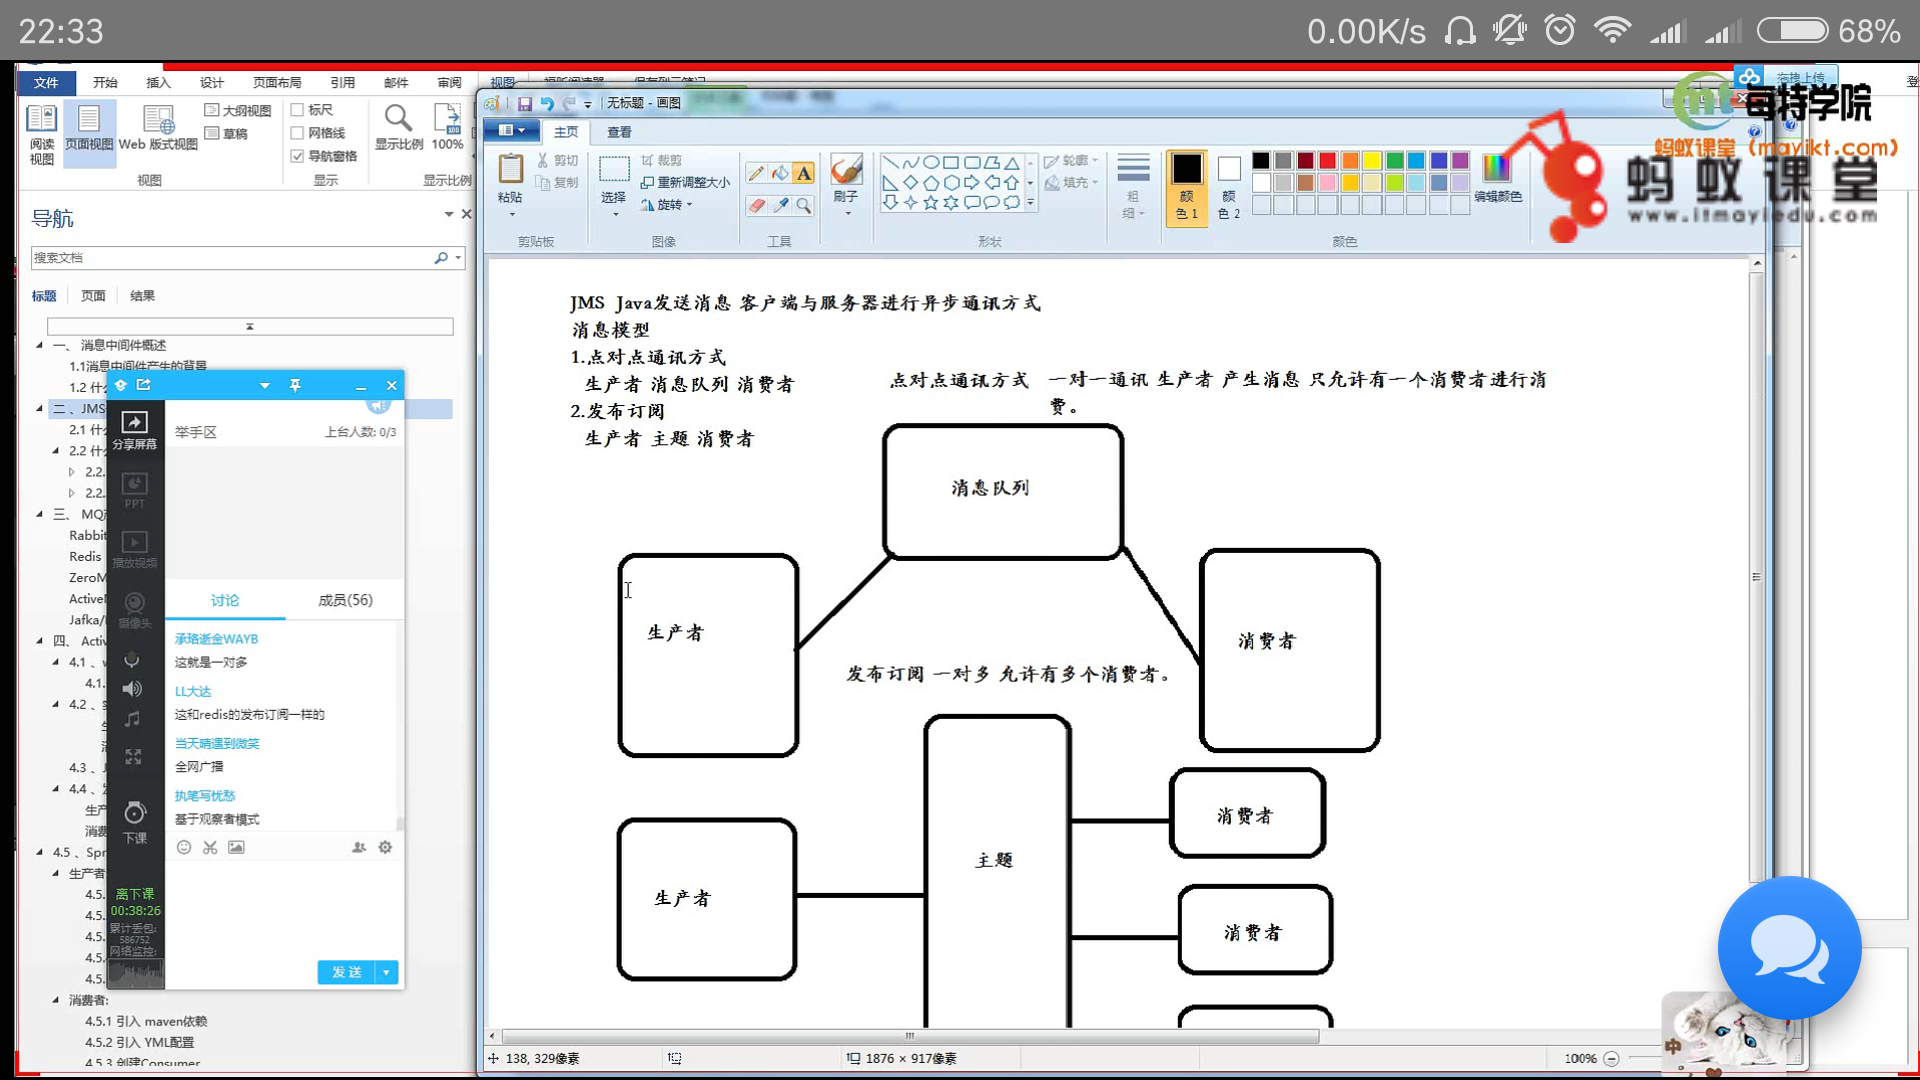 22:33
0.00K/s
68%
文件 开始 插入 设计 页面布局 引用 邮件 审阅 视图
阅读视图
页面视图
Web 版式视图
大纲视图
草稿
视图
标尺
网格线
导航窗格
显示
显示比例
100%
显示比例
导航
搜索文档
标题 页面 结果
一、 消息中间件概述
1.1消息中间件产生的背景
1.2 什么
二、JMS
2.1 什么
2.2 什么
2.2.
2.2.
三、 MQ
Rabbit
Redis
ZeroM
ActiveM
Jafka/
四、 Activ
4.1 、
4.1.
4.2 、
4.3 、
4.4 、
生产
消费
4.5 、Spr
生产者
4.5.
4.5.
4.5.
4.5.
4.5.
消费者:
4.5.1 引入 maven依赖
4.5.2 引入 YML配置
4.5.3 创建Consumer
分享屏幕
PPT
播放视频
摄像头
下课
离下课
00:38:26
累计丢包:
586752
网络监控:
举手区 上台人数: 0/3
讨论 成员(56)
承珞逝金WAYB
这就是一对多
LL大达
这和redis的发布订阅一样的
当天晴遇到微笑
全网广播
执笔写忧愁
基于观察者模式
发送
无标题 - 画图
主页 查看
粘贴
剪切
复制
剪贴板
选择
裁剪
重新调整大小
旋转
图像
A
工具
刷子
形状
轮廓
填充
粗细
颜色 1
颜色 2
编辑颜色
颜色
拖拽上传
登
每特学院
蚂蚁课堂（mayikt.com）
蚂蚁课堂
www.itmayiedu.com
JMS Java发送消息 客户端与服务器进行异步通讯方式
消息模型
1.点对点通讯方式
生产者 消息队列 消费者
2.发布订阅
生产者 主题 消费者
点对点通讯方式 一对一通讯 生产者 产生消息 只允许有一个消费者进行消
费。
消息队列
生产者
消费者
发布订阅 一对多 允许有多个消费者。
主题
生产者
消费者
消费者
138, 329像素
1876 × 917像素
100%
中